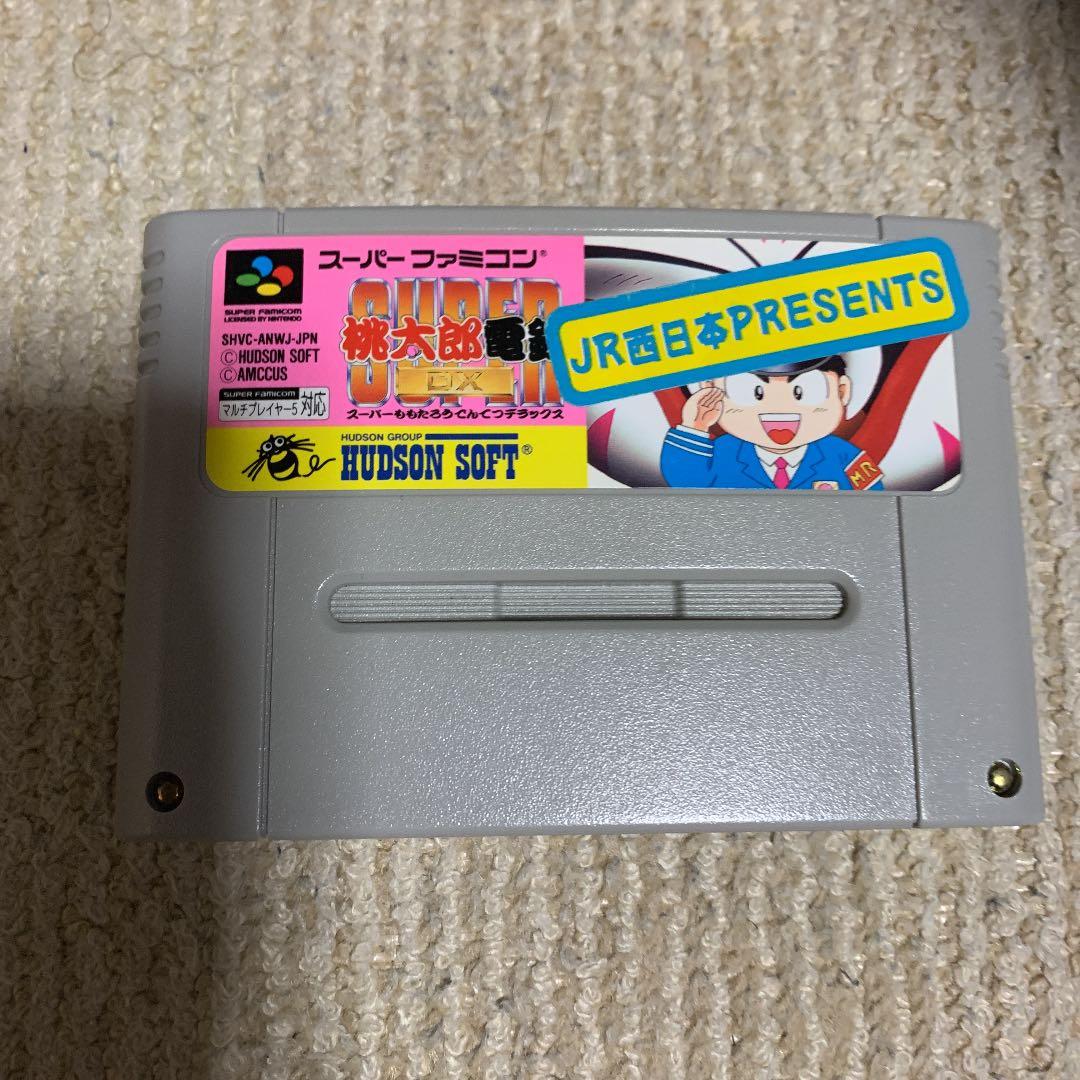 スーパーファミコン®
SUPER FAMICOM
LICENSED BY NINTENDO
SHVC-ANWJ-JPN
©HUDSON SOFT
©AMCCUS
SUPER FAMICOM
マルチプレイヤー5 対応
SUPER
桃太郎電鉄
DX
スーパーももたろうでんてつデラックス
HUDSON GROUP
HUDSON SOFT®
JR西日本PRESENTS
MR